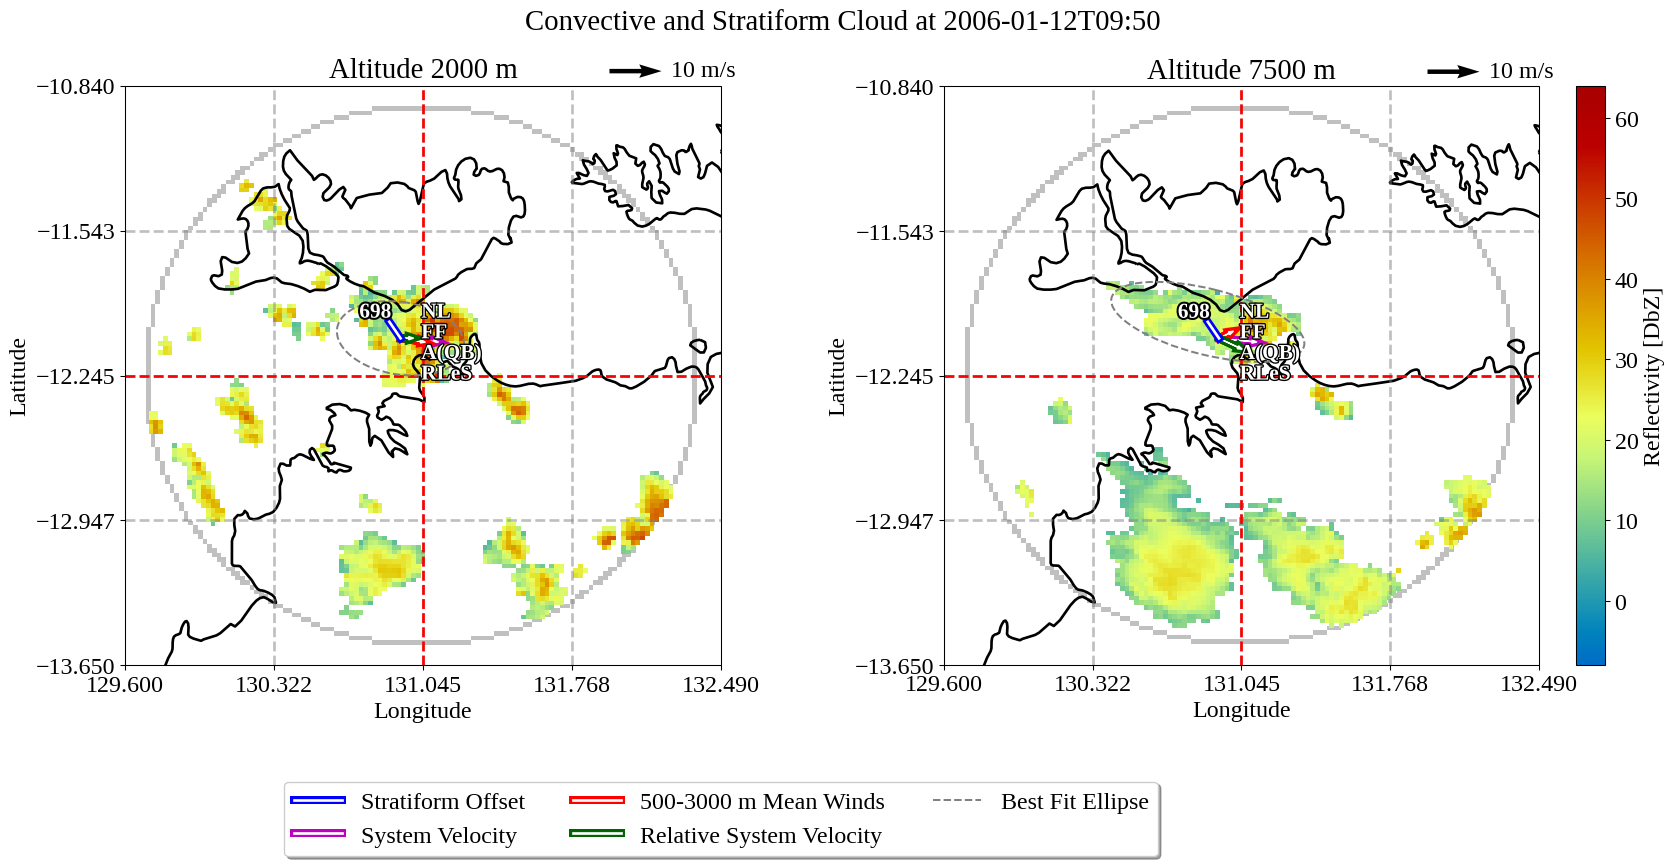 Convective and Stratiform Cloud at 2006-01-12T09:50
Altitude 2000 m
10 m/s
Altitude 7500 m
10 m/s
−10.840
−11.543
−12.245
−12.947
−13.650
129.600
130.322
131.045
131.768
132.490
Longitude
Latitude
698
NL
FF
A(QB)
RLeS
−10.840
−11.543
−12.245
−12.947
−13.650
129.600
130.322
131.045
131.768
132.490
Longitude
Latitude
698
NL
FF
A(QB)
RLeS
60
50
40
30
20
10
0
Reflectivity [DbZ]
Stratiform Offset
System Velocity
500-3000 m Mean Winds
Relative System Velocity
Best Fit Ellipse